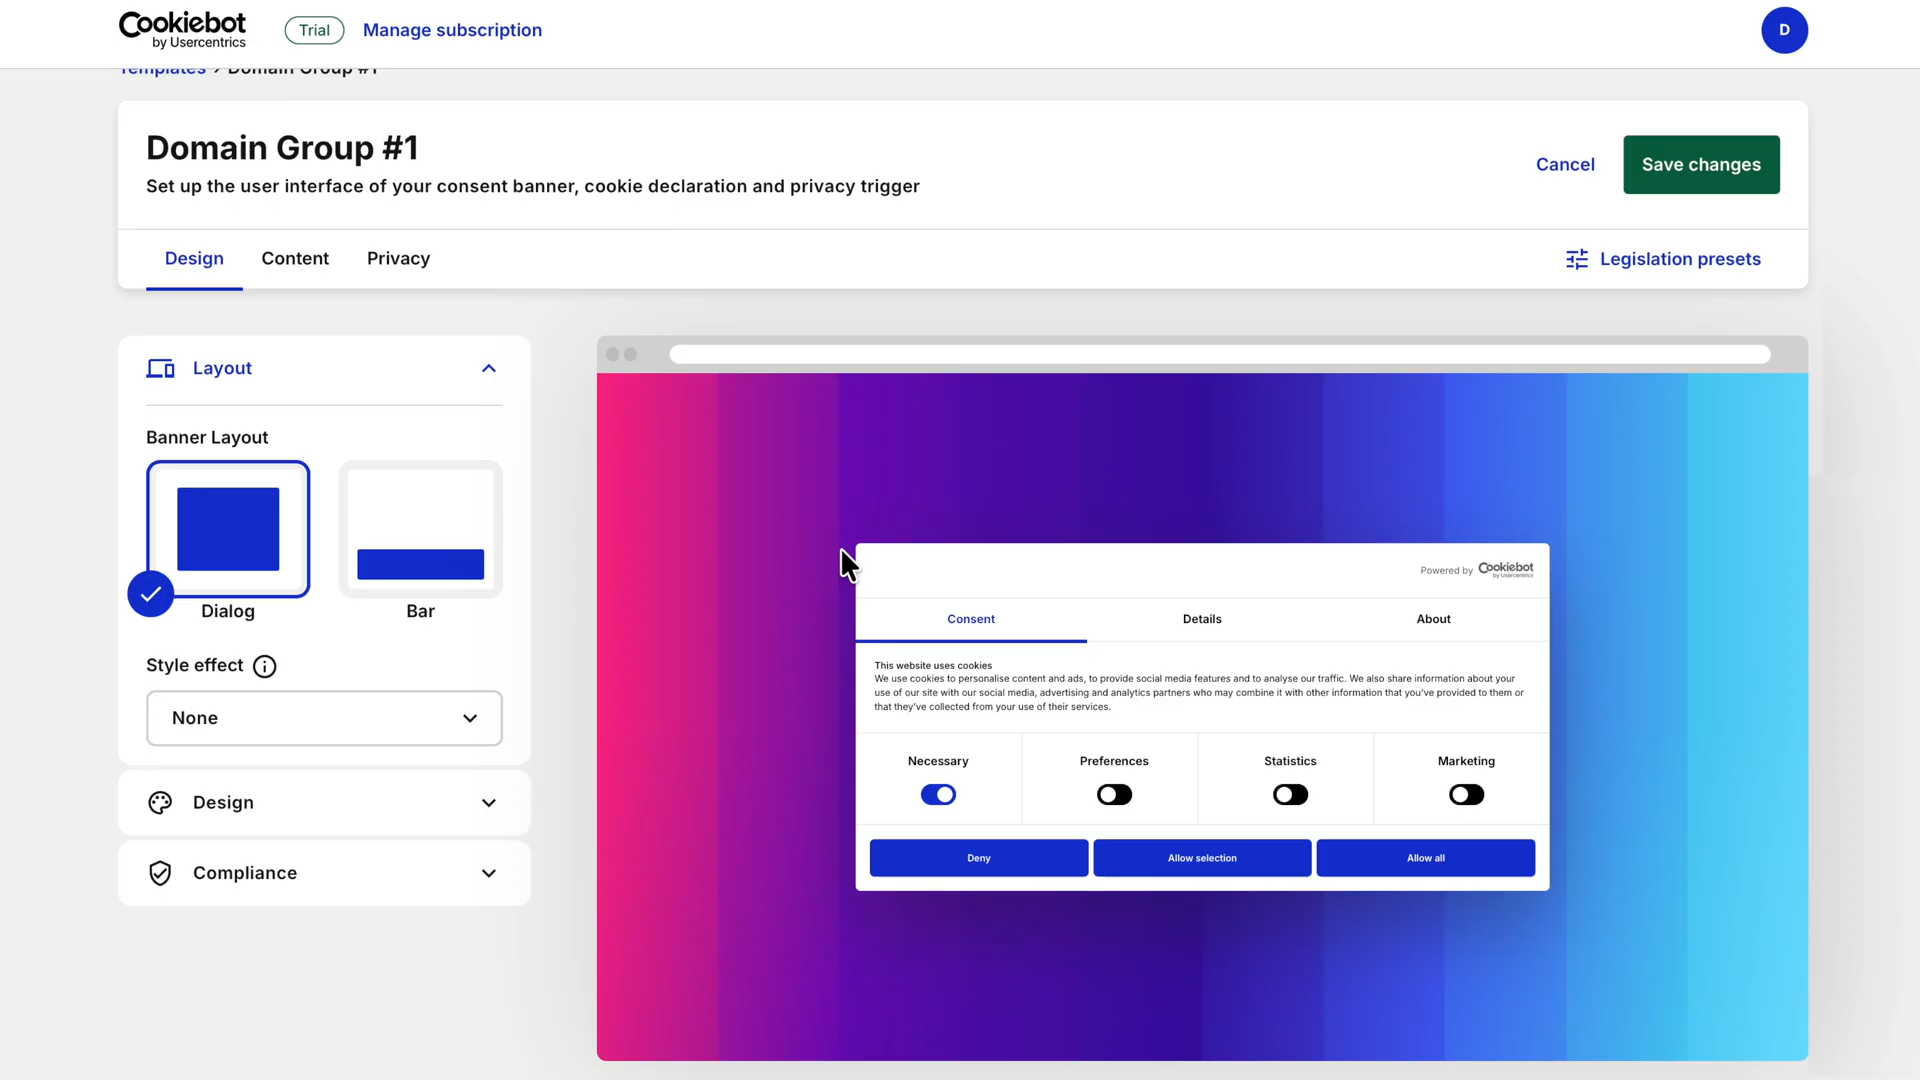 Cookiebot
by Usercentrics
Trial
Manage subscription
D
Templates › Domain Group #1
Domain Group #1
Set up the user interface of your consent banner, cookie declaration and privacy trigger
Cancel
Save changes
Design
Content
Privacy
Legislation presets
Layout
Banner Layout
Dialog
Bar
Style effect
None
Design
Compliance
Powered by Cookiebot
by Usercentrics
Consent
Details
About
This website uses cookies
We use cookies to personalise content and ads, to provide social media features and to analyse our traffic. We also share information about your
use of our site with our social media, advertising and analytics partners who may combine it with other information that you've provided to them or
that they've collected from your use of their services.
Necessary
Preferences
Statistics
Marketing
Deny
Allow selection
Allow all